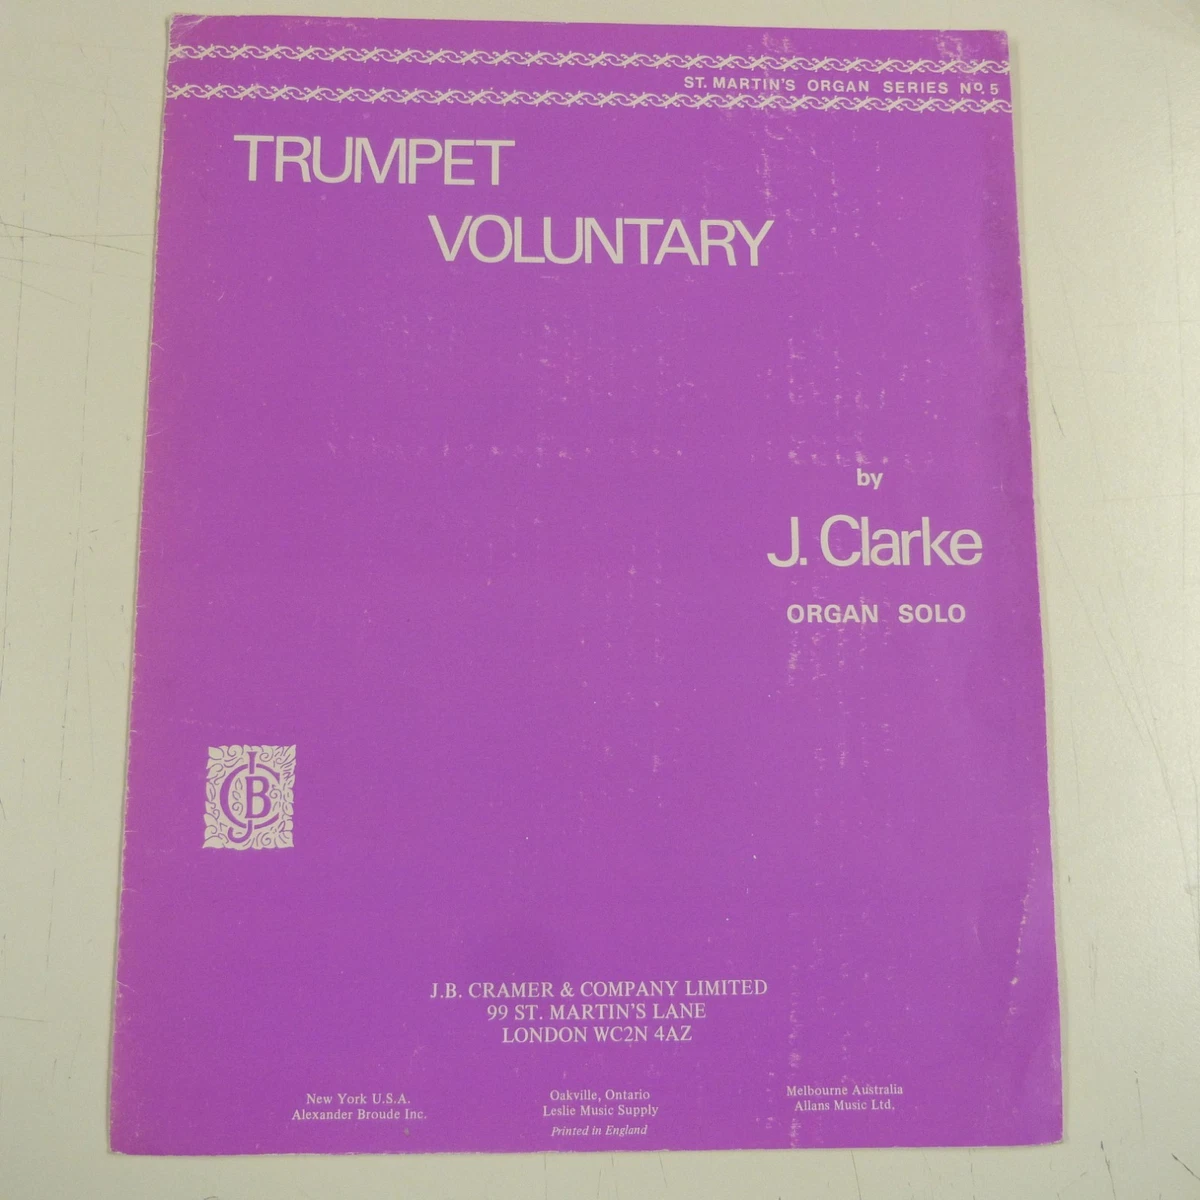 ST. MARTIN'S ORGAN SERIES Nº. 5
TRUMPET
VOLUNTARY
by
J. Clarke
ORGAN SOLO
JCB
J.B. CRAMER & COMPANY LIMITED
99 ST. MARTIN'S LANE
LONDON WC2N 4AZ
New York U.S.A.
Alexander Broude Inc.
Oakville, Ontario
Leslie Music Supply
Printed in England
Melbourne Australia
Allans Music Ltd.